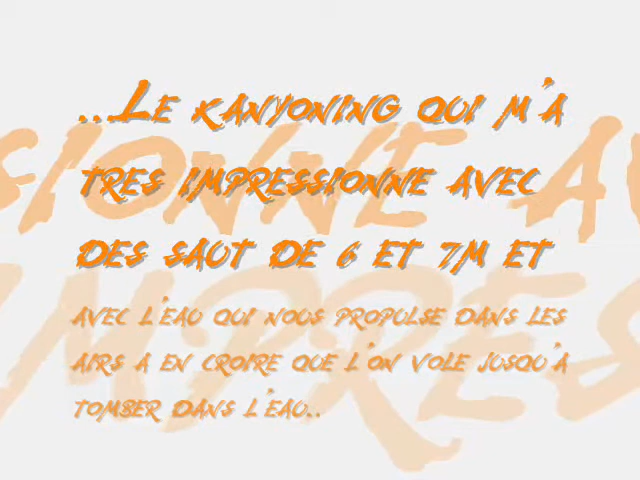 ...Le kanyoning qui m'a
tres impressionne avec
des saut de 6 et 7m et
avec l'eau qui nous propulse dans les
airs a en croire que l'on vole jusqu'a
tomber dans l'eau..